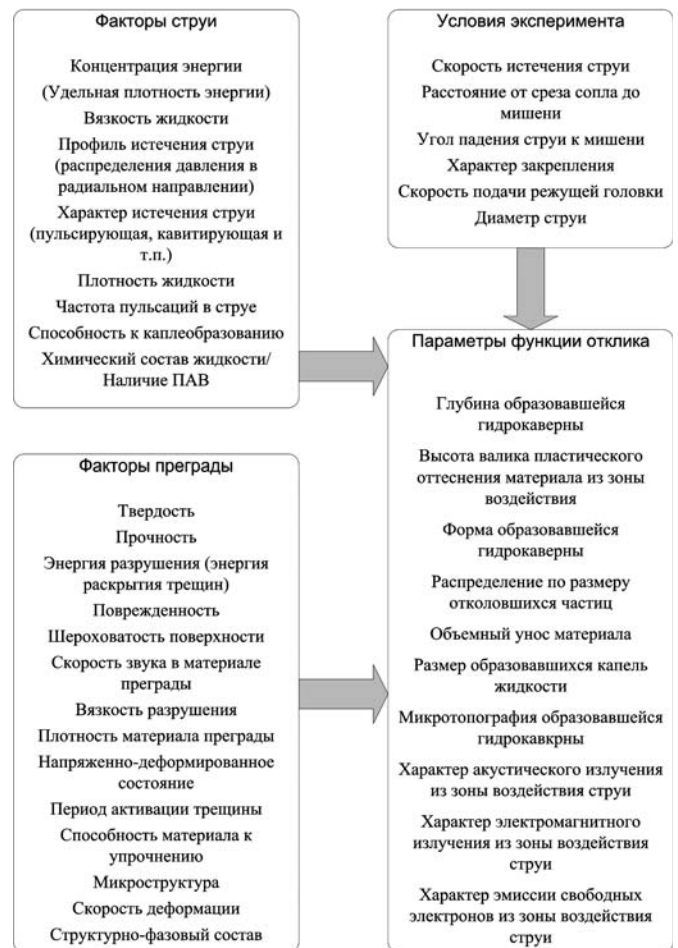 Факторы струи
Концентрация энергии
(Удельная плотность энергии)
Вязкость жидкости
Профиль истечения струи
(распределения давления в
радиальном направлении)
Характер истечения струи
(пульсирующая, кавитирующая и
т.п.)
Плотность жидкости
Частота пульсаций в струе
Способность к каплеобразованию
Химический состав жидкости/
Наличие ПАВ
Условия эксперимента
Скорость истечения струи
Расстояние от среза сопла до
мишени
Угол падения струи к мишени
Характер закрепления
Скорость подачи режущей головки
Диаметр струи
Факторы преграды
Твердость
Прочность
Энергия разрушения (энергия
раскрытия трещин)
Поврежденность
Шероховатость поверхности
Скорость звука в материале
преграды
Вязкость разрушения
Плотность материала преграды
Напряженно-деформированное
состояние
Период активации трещины
Способность материала к
упрочнению
Микроструктура
Скорость деформации
Структурно-фазовый состав
Параметры функции отклика
Глубина образовавшейся
гидрокаверны
Высота валика пластического
оттеснения материала из зоны
воздействия
Форма образовавшейся
гидрокаверны
Распределение по размеру
отколовшихся частиц
Объемный унос материала
Размер образовавшихся капель
жидкости
Микротопография образовавшейся
гидрокавкрны
Характер акустического излучения
из зоны воздействия струи
Характер электромагнитного
излучения из зоны воздействия
струи
Характер эмиссии свободных
электронов из зоны воздействия
струи